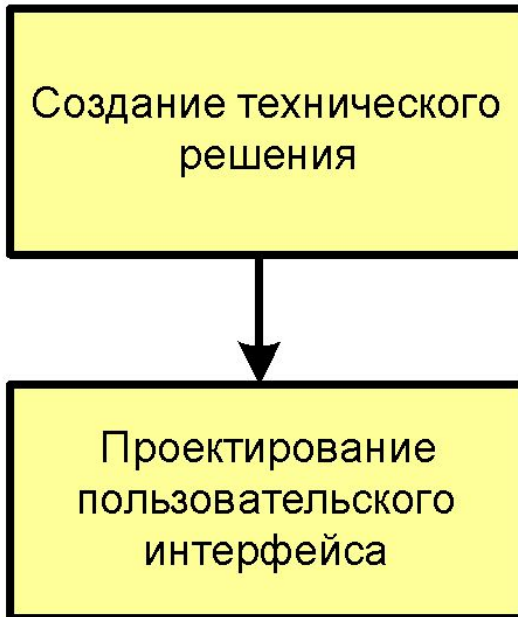 Создание технического
решения
Проектирование
пользовательского
интерфейса